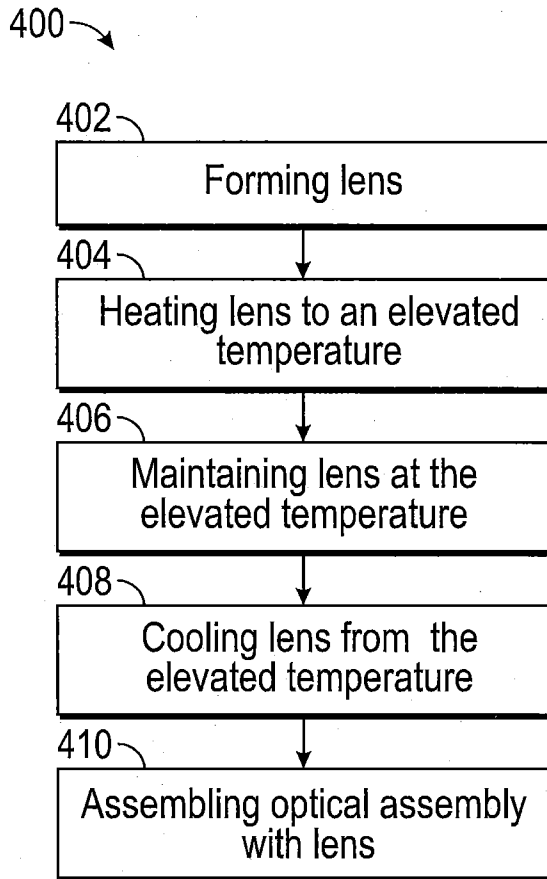 400
402
Forming lens
404
Heating lens to an elevated
temperature
406
Maintaining lens at the
elevated temperature
408
Cooling lens from the
elevated temperature
410
Assembling optical assembly
with lens